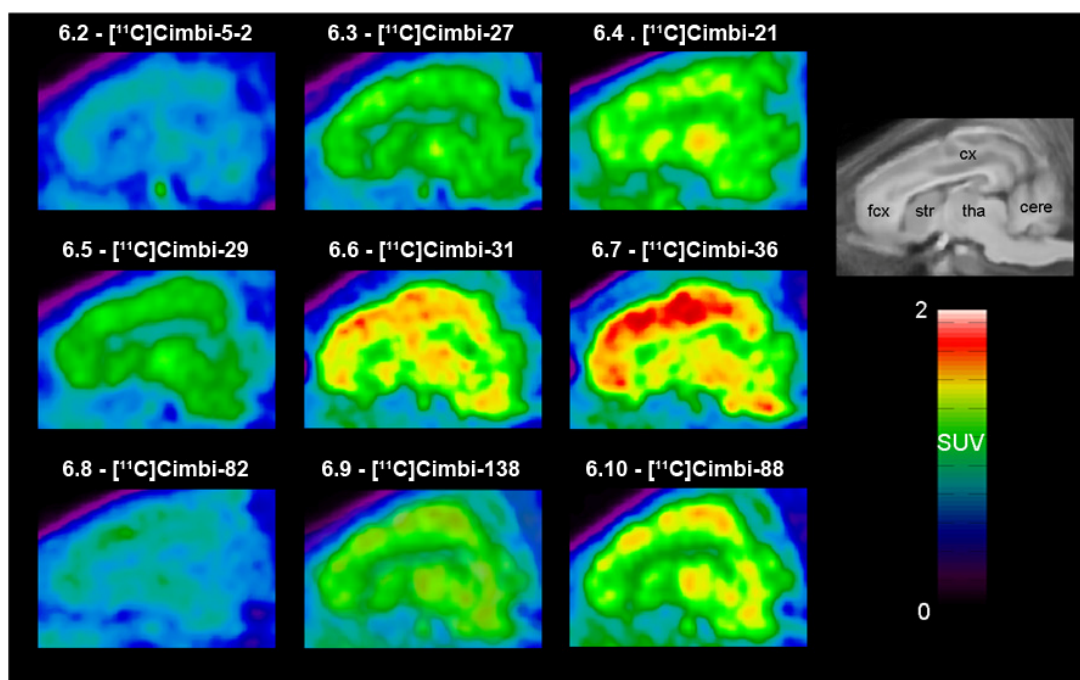 6.2 - [¹¹C]Cimbi-5-2
6.3 - [¹¹C]Cimbi-27
6.4 . [¹¹C]Cimbi-21
6.5 - [¹¹C]Cimbi-29
6.6 - [¹¹C]Cimbi-31
6.7 - [¹¹C]Cimbi-36
6.8 - [¹¹C]Cimbi-82
6.9 - [¹¹C]Cimbi-138
6.10 - [¹¹C]Cimbi-88
cx
fcx str tha cere
2
SUV
0